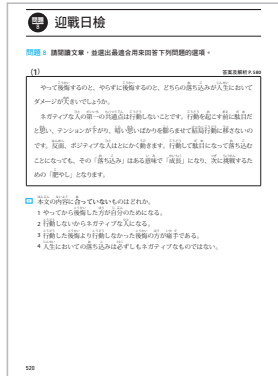 問題 8 迎戰日檢
問題 8 請閱讀文章，並選出最適合用來回答下列問題的選項。
(1) 答案及解析 P.580
やって後悔するのと、やらずに後悔するのと、どちらの落ち込みが人生において
ダメージが大きいでしょうか。
ネガティブな人の第一の共通点は行動しないことです。行動を起こす前に駄目だ
と思い、テンションが下がり、暗い思いばかりを膨らませて結局行動に移さないの
です。反面、ポジティブな人はとにかく動きます。行動して駄目になって落ち込む
ことになっても、その「落ち込み」はある意味で「成長」になり、次に挑戦するた
めの「肥やし」となります。
本文の内容に合っていないものはどれか。
1 やってから後悔した方が自分のためになる。
2 行動しないからネガティブな人になる。
3 行動した後悔より行動しなかった後悔の方が痛手である。
4 人生においての落ち込みは必ずしもネガティブなものではない。
520